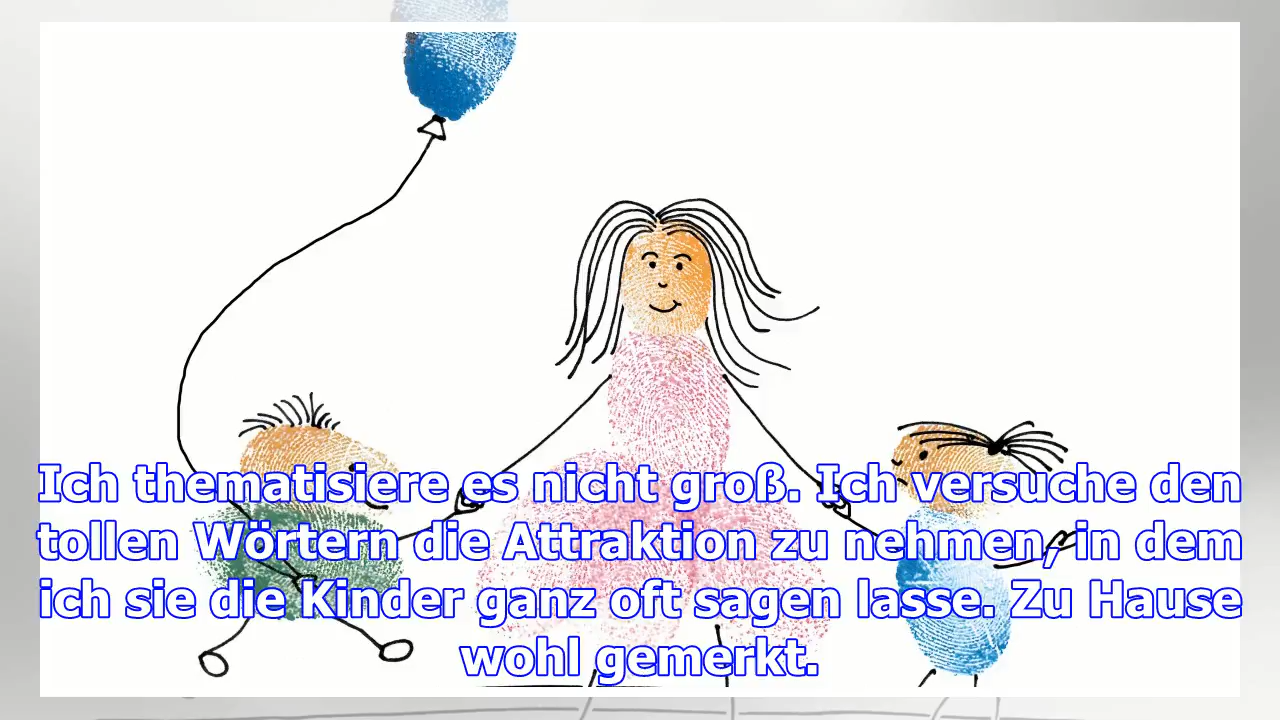 Ich thematisiere es nicht groß. Ich versuche den
tollen Wörtern die Attraktion zu nehmen, in dem
ich sie die Kinder ganz oft sagen lasse. Zu Hause
wohl gemerkt.